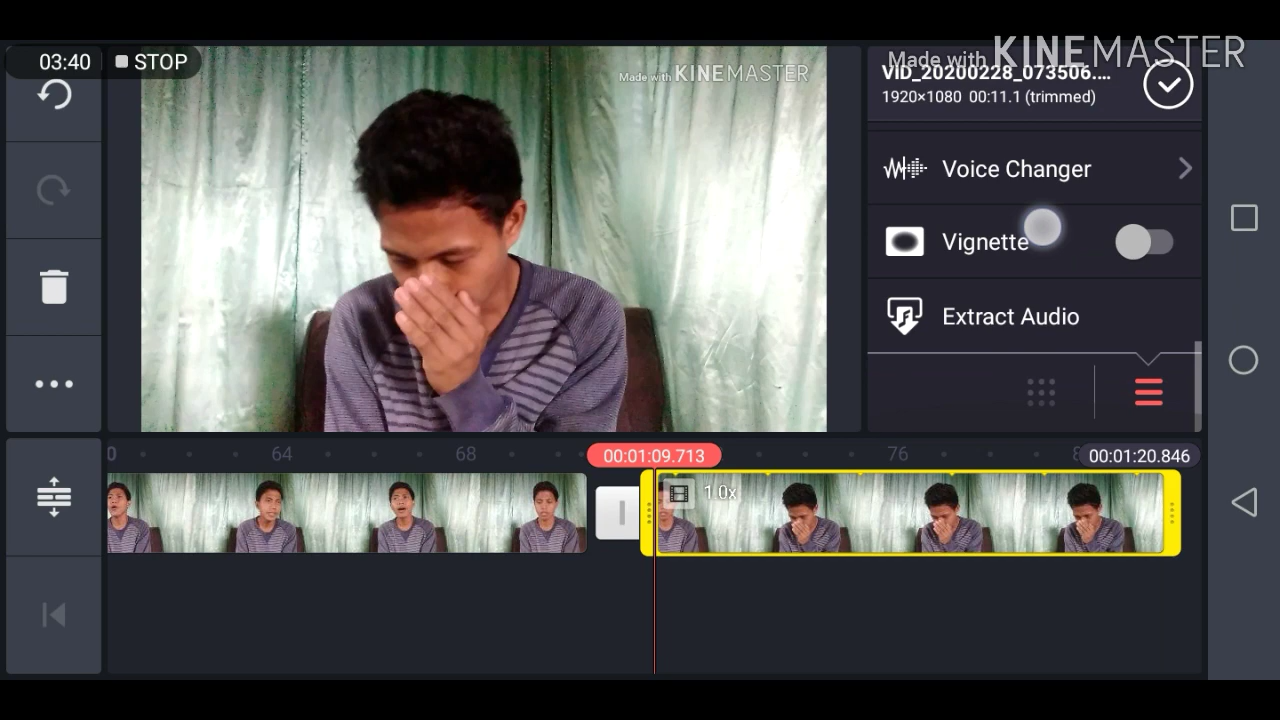 03:40 STOP
Made with KINEMASTER
Made with KINEMASTER
VID_20200228_073506....
1920×1080 00:11.1 (trimmed)
Voice Changer
Vignette
Extract Audio
64
68
00:01:09.713
76
00:01:20.846
1.0x